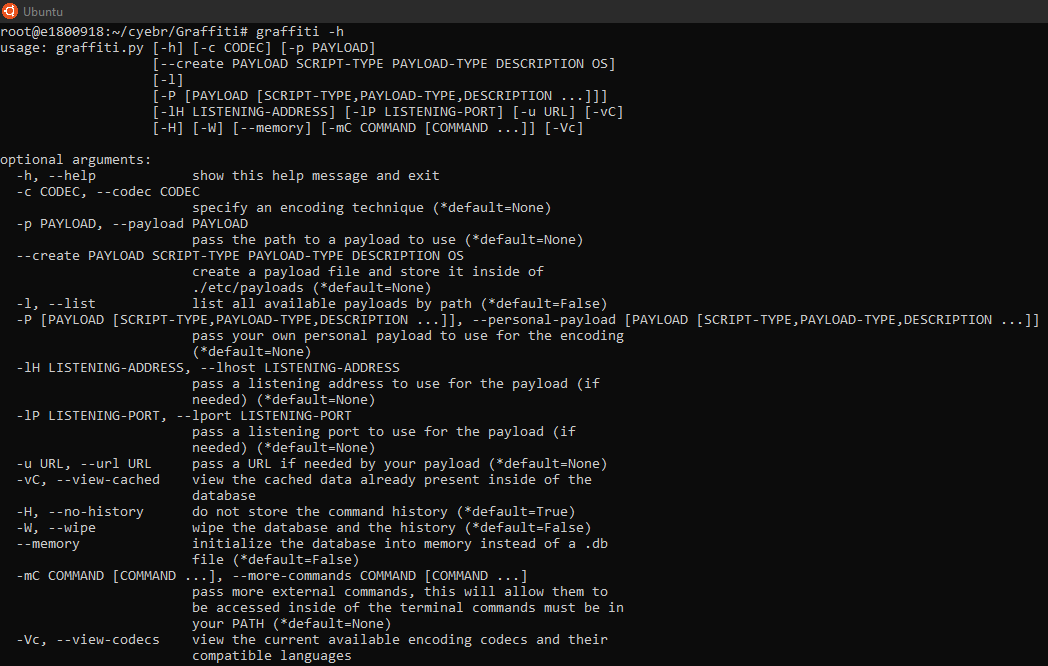 Ubuntu
root@e1800918:~/cyebr/Graffiti# graffiti -h
usage: graffiti.py [-h] [-c CODEC] [-p PAYLOAD]
                   [--create PAYLOAD SCRIPT-TYPE PAYLOAD-TYPE DESCRIPTION OS]
                   [-l]
                   [-P [PAYLOAD [SCRIPT-TYPE,PAYLOAD-TYPE,DESCRIPTION ...]]]
                   [-lH LISTENING-ADDRESS] [-lP LISTENING-PORT] [-u URL] [-vC]
                   [-H] [-W] [--memory] [-mC COMMAND [COMMAND ...]] [-Vc]

optional arguments:
  -h, --help            show this help message and exit
  -c CODEC, --codec CODEC
                        specify an encoding technique (*default=None)
  -p PAYLOAD, --payload PAYLOAD
                        pass the path to a payload to use (*default=None)
  --create PAYLOAD SCRIPT-TYPE PAYLOAD-TYPE DESCRIPTION OS
                        create a payload file and store it inside of
                        ./etc/payloads (*default=None)
  -l, --list            list all available payloads by path (*default=False)
  -P [PAYLOAD [SCRIPT-TYPE,PAYLOAD-TYPE,DESCRIPTION ...]], --personal-payload [PAYLOAD [SCRIPT-TYPE,PAYLOAD-TYPE,DESCRIPTION ...]]
                        pass your own personal payload to use for the encoding
                        (*default=None)
  -lH LISTENING-ADDRESS, --lhost LISTENING-ADDRESS
                        pass a listening address to use for the payload (if
                        needed) (*default=None)
  -lP LISTENING-PORT, --lport LISTENING-PORT
                        pass a listening port to use for the payload (if
                        needed) (*default=None)
  -u URL, --url URL     pass a URL if needed by your payload (*default=None)
  -vC, --view-cached    view the cached data already present inside of the
                        database
  -H, --no-history      do not store the command history (*default=True)
  -W, --wipe            wipe the database and the history (*default=False)
  --memory              initialize the database into memory instead of a .db
                        file (*default=False)
  -mC COMMAND [COMMAND ...], --more-commands COMMAND [COMMAND ...]
                        pass more external commands, this will allow them to
                        be accessed inside of the terminal commands must be in
                        your PATH (*default=None)
  -Vc, --view-codecs    view the current available encoding codecs and their
                        compatible languages